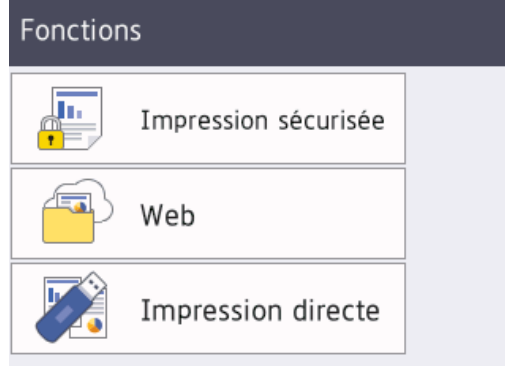 Fonctions
Impression sécurisée
Web
Impression directe